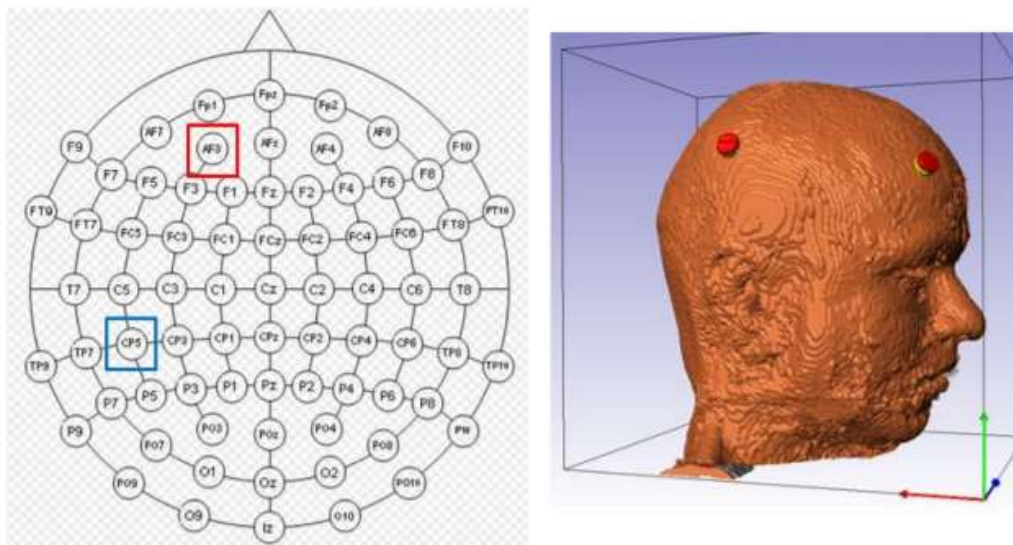 Fpz
Fp1 Fp2
AF7 AF3 AFz AF4 AF8
F9 F7 F5 F3 F1 Fz F2 F4 F6 F8 F10
FT9 FT7 FC5 FC3 FC1 FCz FC2 FC4 FC6 FT8 FT10
T7 C5 C3 C1 Cz C2 C4 C6 T8
TP9 TP7 CP5 CP3 CP1 CPz CP2 CP4 CP6 TP8 TP10
P9 P7 P5 P3 P1 Pz P2 P4 P6 P8
PO7 PO3 POz PO4 PO8
PO9 O1 Oz O2 PO10
O9 Iz O10